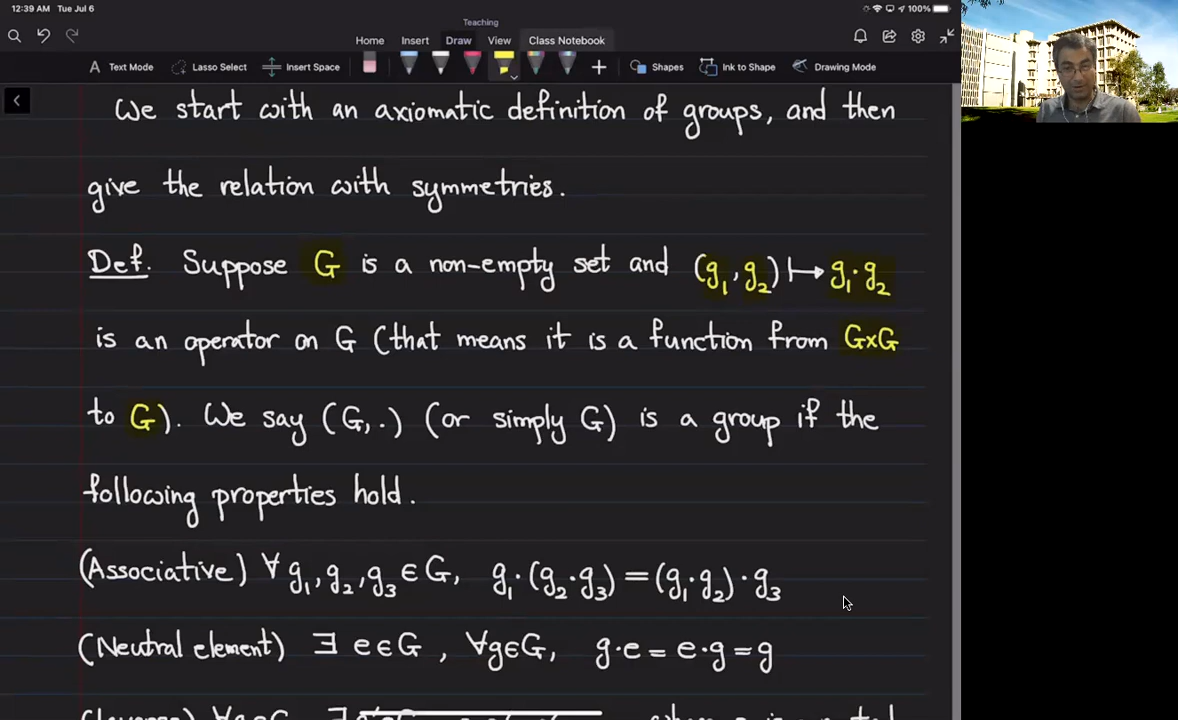 12:39 AM Tue Jul 6
100%
Teaching
Home Insert Draw View Class Notebook
Text Mode Lasso Select Insert Space Shapes Ink to Shape Drawing Mode
We start with an axiomatic definition of groups, and then
give the relation with symmetries.
Def. Suppose G is a non-empty set and (g₁, g₂) ↦ g₁·g₂
is an operator on G (that means it is a function from G×G
to G). We say (G,.) (or simply G) is a group if the
following properties hold.
(Associative) ∀ g₁, g₂, g₃ ∈ G, g₁·(g₂·g₃) = (g₁·g₂)·g₃
(Neutral element) ∃ e∈G, ∀g∈G, g·e = e·g = g